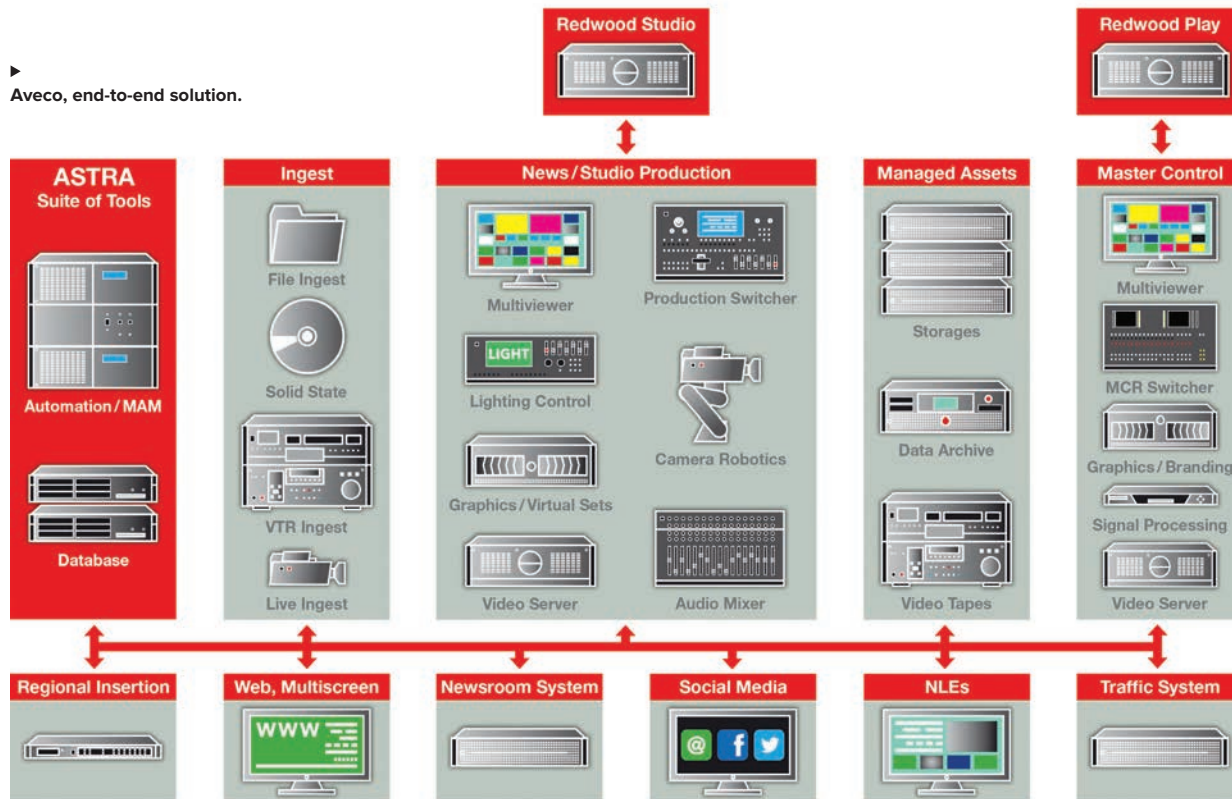 Redwood Studio
Redwood Play
Aveco, end-to-end solution.
ASTRA
Suite of Tools
Automation / MAM
Database
Ingest
File Ingest
Solid State
VTR Ingest
Live Ingest
News / Studio Production
Multiviewer
Production Switcher
LIGHT
Lighting Control
Camera Robotics
Graphics / Virtual Sets
Video Server
Audio Mixer
Managed Assets
Storages
Data Archive
Video Tapes
Master Control
Multiviewer
MCR Switcher
Graphics / Branding
Signal Processing
Video Server
Regional Insertion
Web, Multiscreen
WWW
Newsroom System
Social Media
@ f
NLEs
Traffic System